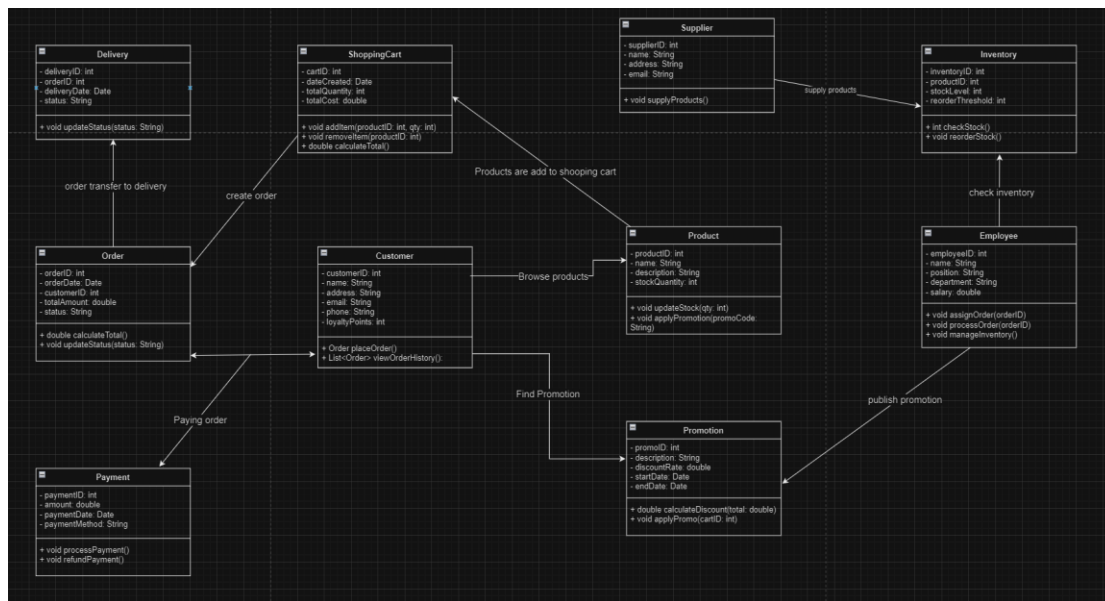 Delivery
- deliveryID: int
- orderID: int
- deliveryDate: Date
- status: String
+ void updateStatus(status: String)
ShoppingCart
- cartID: int
- dateCreated: Date
- totalQuantity: int
- totalCost: double
+ void addItem(productID: int, qty: int)
+ void removeItem(productID: int)
+ double calculateTotal()
Supplier
- supplierID: int
- name: String
- address: String
- email: String
+ void supplyProducts()
supply products
Inventory
- inventoryID: int
- productID: int
- stockLevel: int
- reorderThreshold: int
+ int checkStock()
+ void reorderStock()
order transfer to delivery
create order
Products are add to shooping cart
check inventory
Order
- orderID: int
- orderDate: Date
- customerID: int
- totalAmount: double
- status: String
+ double calculateTotal()
+ void updateStatus(status: String)
Customer
- customerID: int
- name: String
- address: String
- email: String
- phone: String
- loyaltyPoints: int
+ Order placeOrder()
+ List<Order> viewOrderHistory():
Browse products
Product
- productID: int
- name: String
- description: String
- stockQuantity: int
+ void updateStock(qty: int)
+ void applyPromotion(promoCode:
String)
Employee
- employeeID: int
- name: String
- position: String
- department: String
- salary: double
+ void assignOrder(orderID)
+ void processOrder(orderID)
+ void manageInventory()
Find Promotion
publish promotion
Paying order
Promotion
- promoID: int
- description: String
- discountRate: double
- startDate: Date
- endDate: Date
+ double calculateDiscount(total: double)
+ void applyPromo(cartID: int)
Payment
- paymentID: int
- amount: double
- paymentDate: Date
- paymentMethod: String
+ void processPayment()
+ void refundPayment()